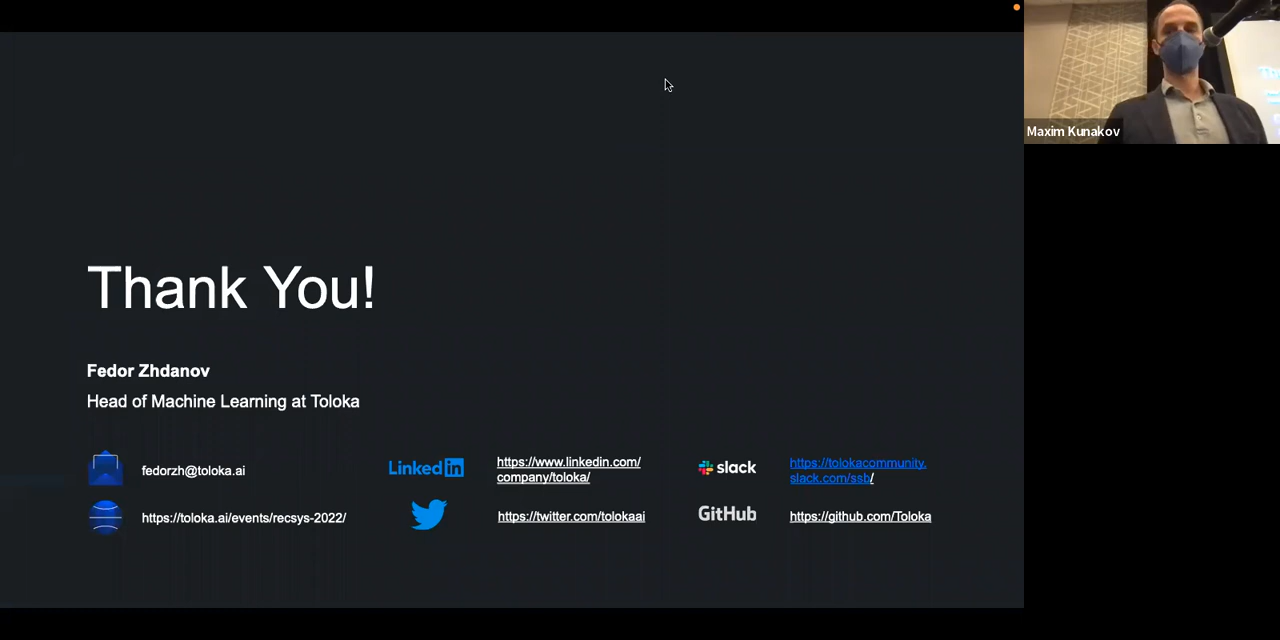 Maxim Kunakov
Thank You!
Fedor Zhdanov
Head of Machine Learning at Toloka
fedorzh@toloka.ai
https://toloka.ai/events/recsys-2022/
Linkedin
https://www.linkedin.com/
company/toloka/
https://twitter.com/tolokaai
slack
https://tolokacommunity.
slack.com/ssb/
GitHub
https://github.com/Toloka